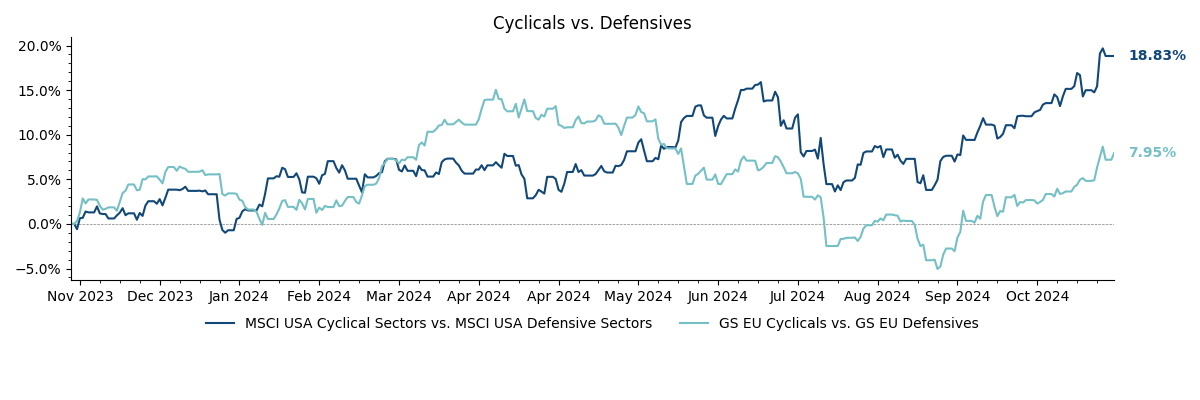 Cyclicals vs. Defensives
20.0%
15.0%
10.0%
5.0%
0.0%
−5.0%
18.83%
7.95%
Nov 2023 Dec 2023 Jan 2024 Feb 2024 Mar 2024 Apr 2024 Apr 2024 May 2024 Jun 2024 Jul 2024 Aug 2024 Sep 2024 Oct 2024
MSCI USA Cyclical Sectors vs. MSCI USA Defensive Sectors GS EU Cyclicals vs. GS EU Defensives